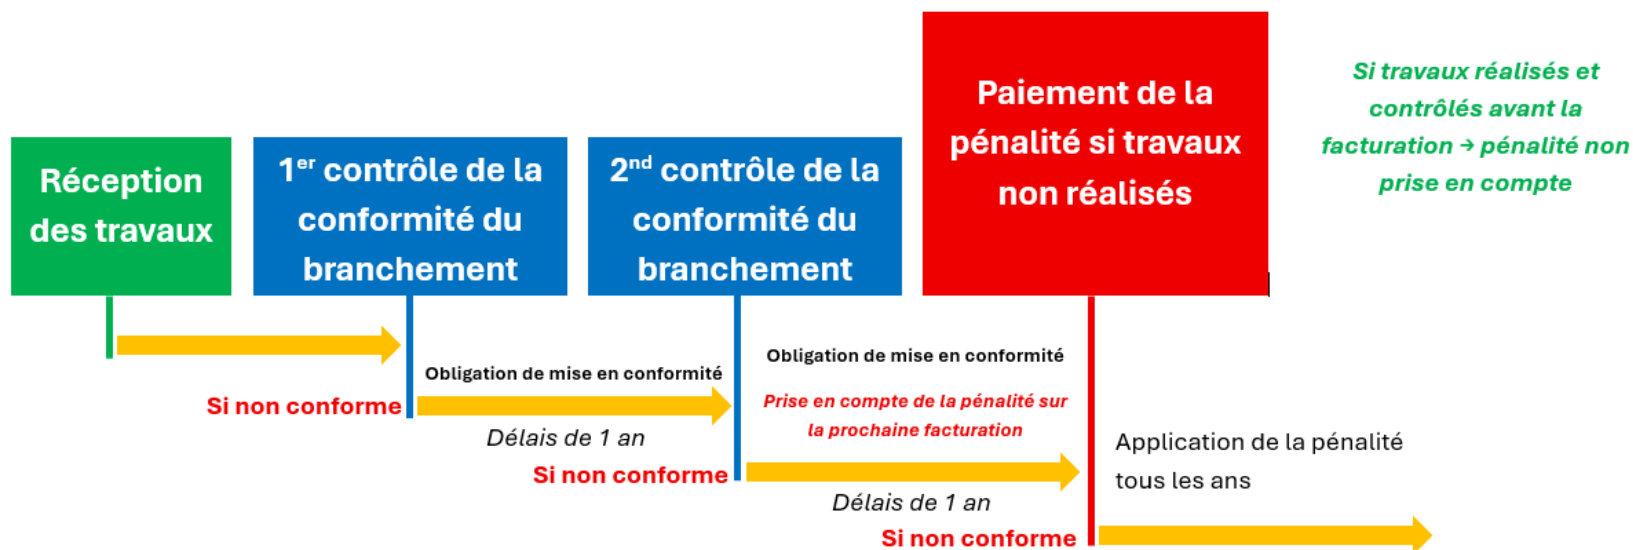 Réception
des travaux
1er contrôle de la
conformité du
branchement
2nd contrôle de la
conformité du
branchement
Paiement de la
pénalité si travaux
non réalisés
Si travaux réalisés et
contrôlés avant la
facturation → pénalité non
prise en compte
Si non conforme
Obligation de mise en conformité
Délais de 1 an
Si non conforme
Obligation de mise en conformité
Prise en compte de la pénalité sur
la prochaine facturation
Délais de 1 an
Si non conforme
Application de la pénalité
tous les ans